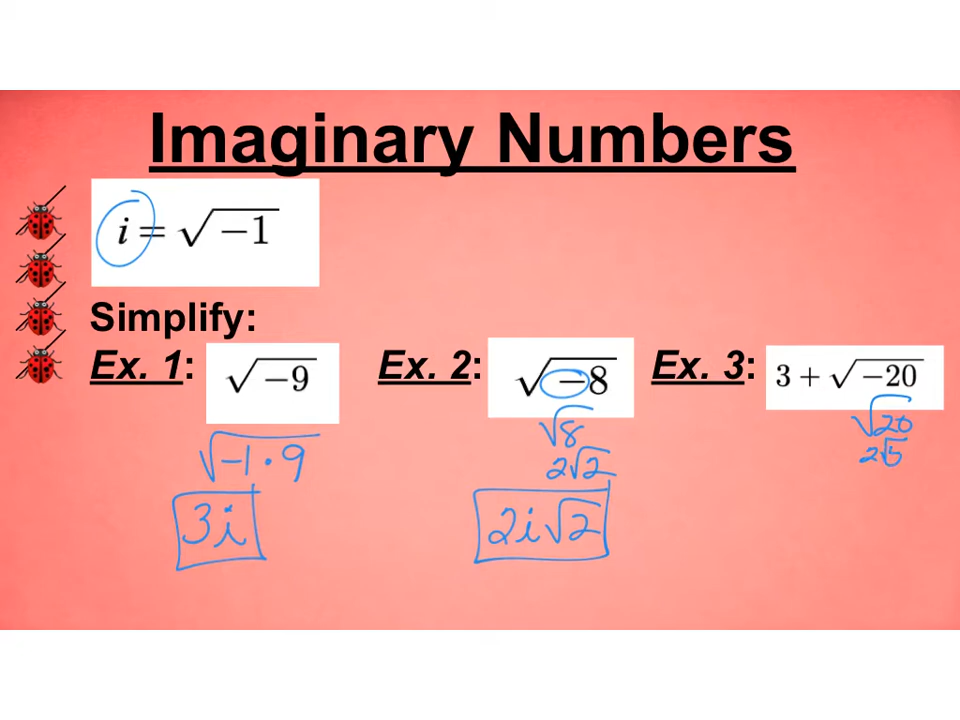 Imaginary Numbers
i = √−1
Simplify:
Ex. 1: √−9
Ex. 2: √−8
Ex. 3: 3 + √−20
√−1 · 9
3i
√8
2√2
2i√2
√20
2√5